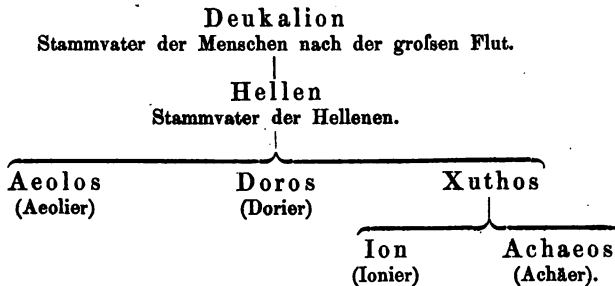 Deukalion
Stammvater der Menschen nach der groſsen Flut.
Hellen
Stammvater der Hellenen.
Aeolos Doros Xuthos
(Aeolier) (Dorier)
Ion Achaeos
(Ionier) (Achäer).